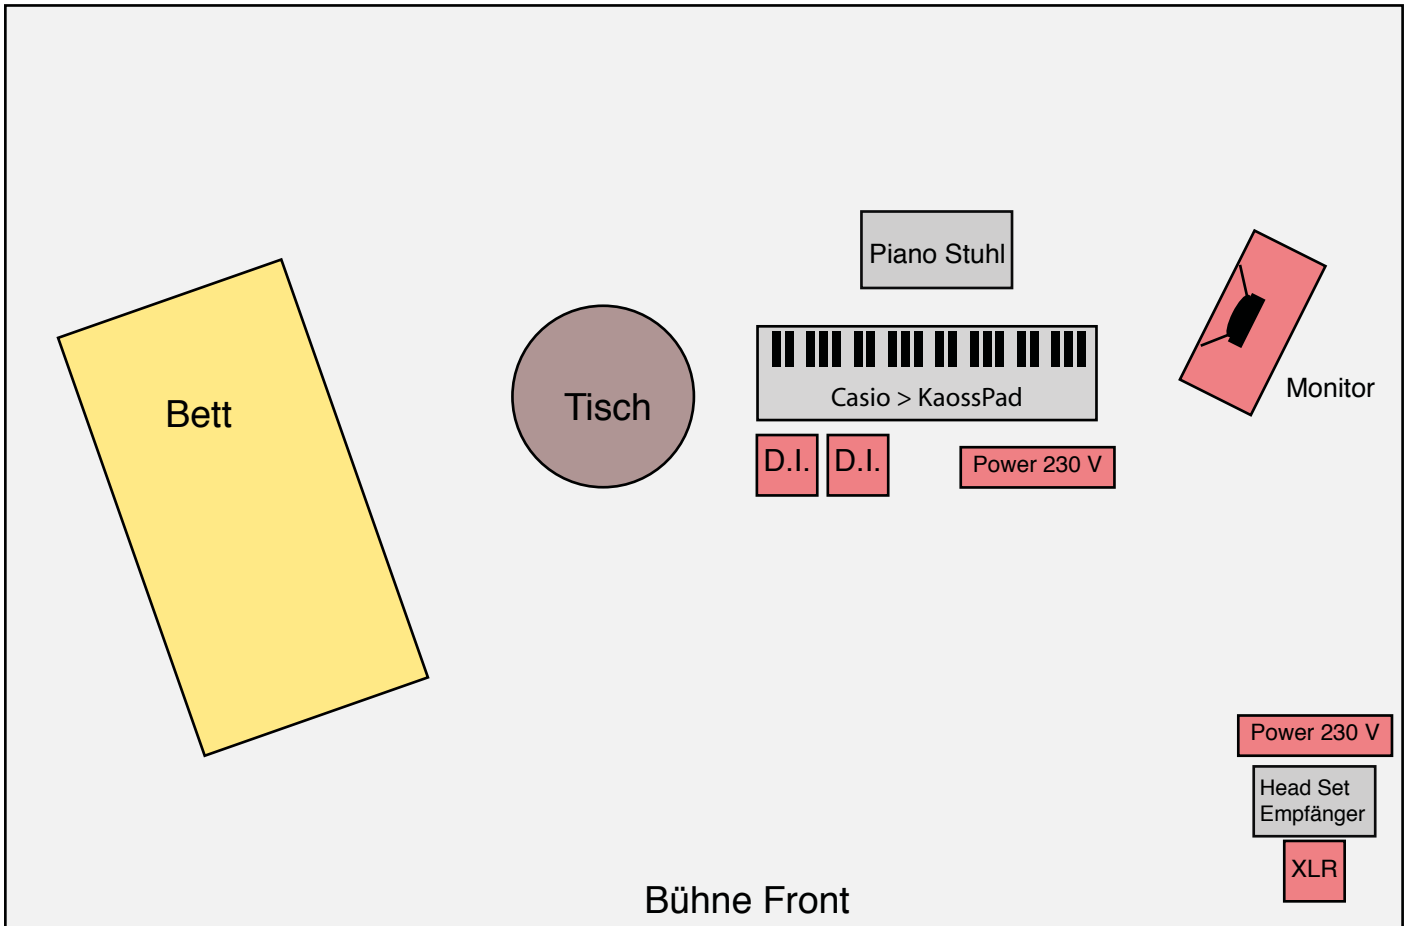 Piano Stuhl
Bett
Tisch
Casio > KaossPad
Monitor
D.I.
D.I.
Power 230 V
Power 230 V
Head Set
Empfänger
XLR
Bühne Front